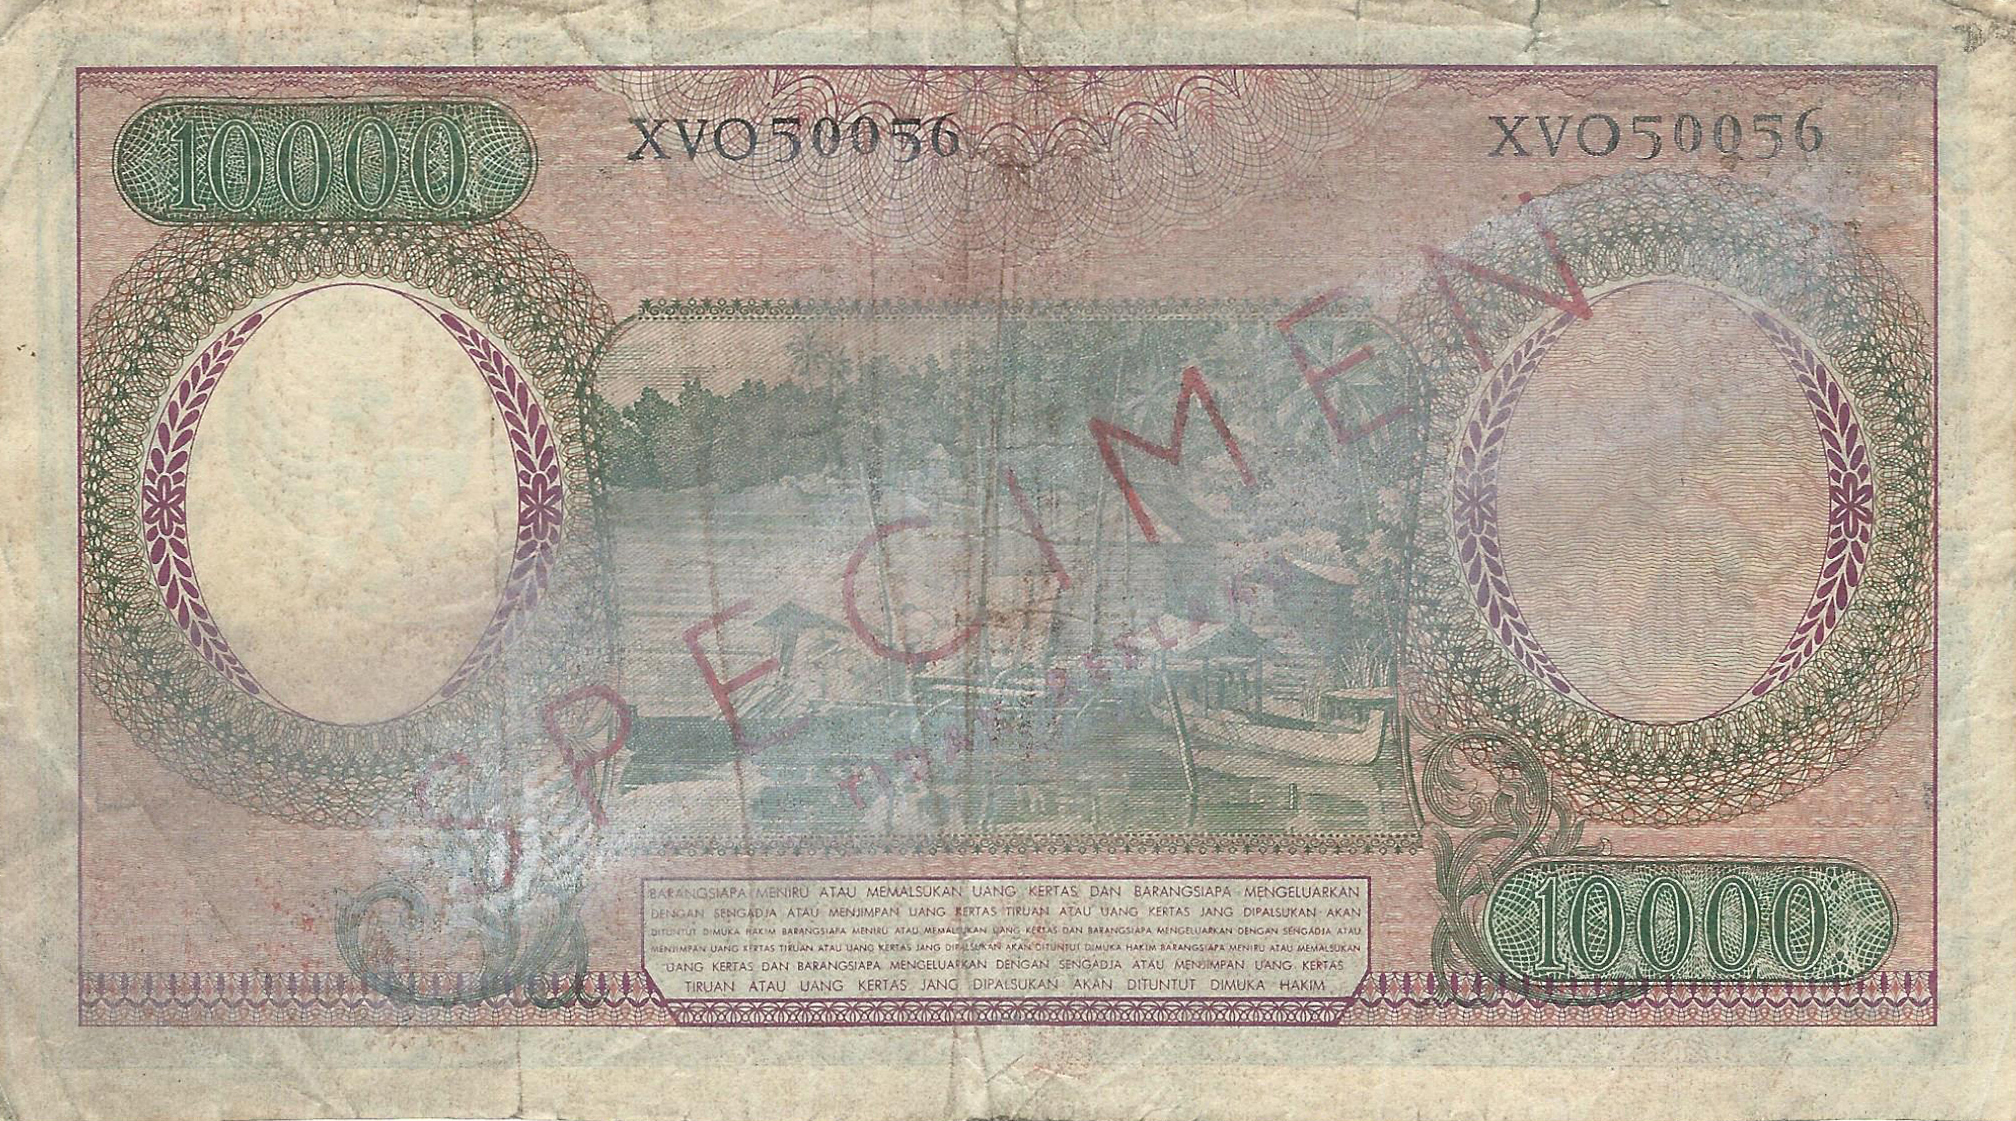 10000
XVO50056
XVO50056
SPECIMEN
BARANGSIAPA MENIRU ATAU MEMALSUKAN UANG KERTAS DAN BARANGSIAPA MENGELUARKAN
DENGAN SENGADJA ATAU MENJIMPAN UANG KERTAS TIRUAN ATAU UANG KERTAS JANG DIPALSUKAN AKAN
DITUNTUT DIMUKA HAKIM BARANGSIAPA MENIRU ATAU MEMALSUKAN UANG KERTAS DAN BARANGSIAPA MENGELUARKAN DENGAN SENGADJA ATAU
MENJIMPAN UANG KERTAS TIRUAN ATAU UANG KERTAS JANG DIPALSUKAN AKAN DITUNTUT DIMUKA HAKIM BARANGSIAPA MENIRU ATAU MEMALSUKAN
UANG KERTAS DAN BARANGSIAPA MENGELUARKAN DENGAN SENGADJA ATAU MENJIMPAN UANG KERTAS
TIRUAN ATAU UANG KERTAS JANG DIPALSUKAN AKAN DITUNTUT DIMUKA HAKIM
10000